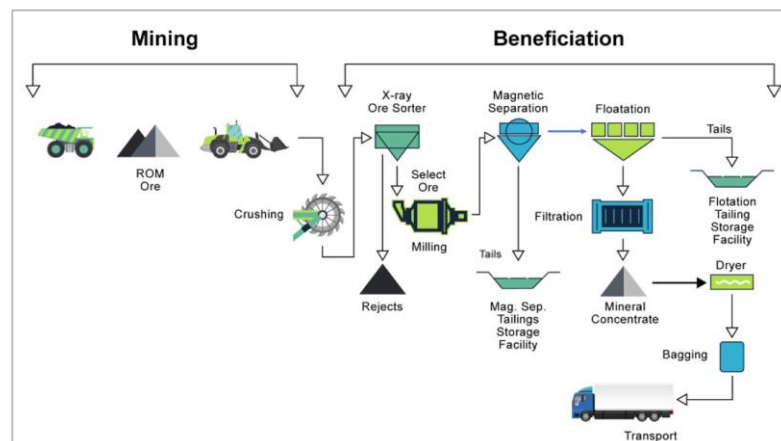 Mining
Beneficiation
X-ray
Ore Sorter
Magnetic
Separation
Floatation
Tails
ROM
Ore
Select
Ore
Crushing
Milling
Filtration
Flotation
Tailing
Storage
Facility
Tails
Dryer
Rejects
Mag. Sep.
Tailings
Storage
Facility
Mineral
Concentrate
Bagging
Transport